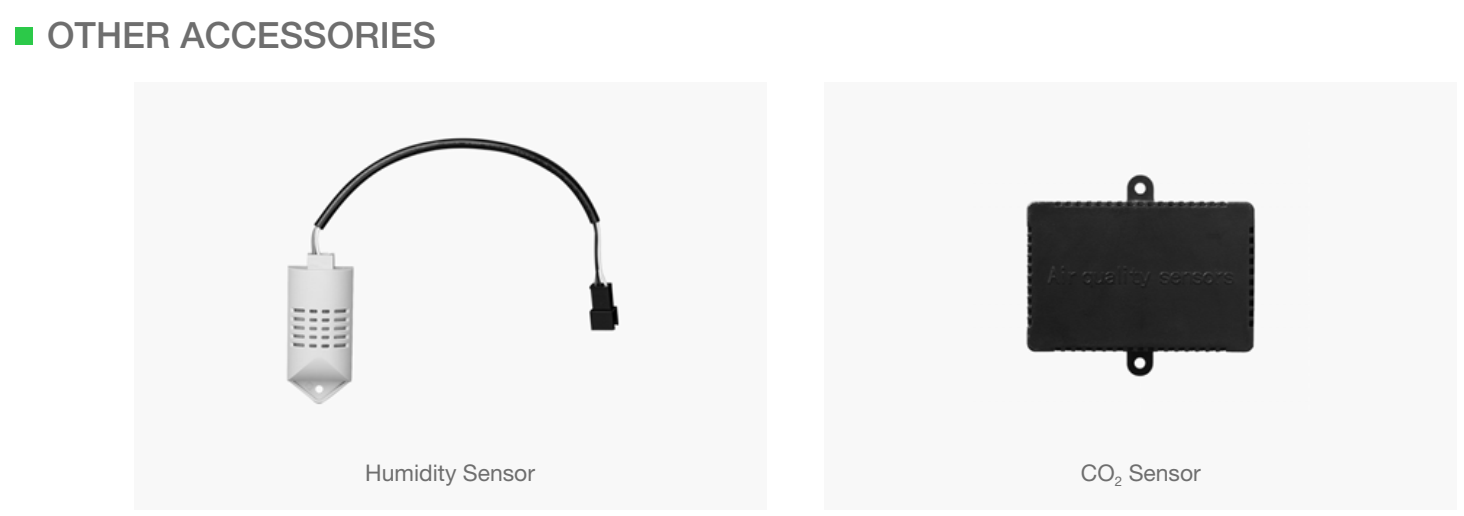 OTHER ACCESSORIES
Air quality sensors
Humidity Sensor
CO₂ Sensor